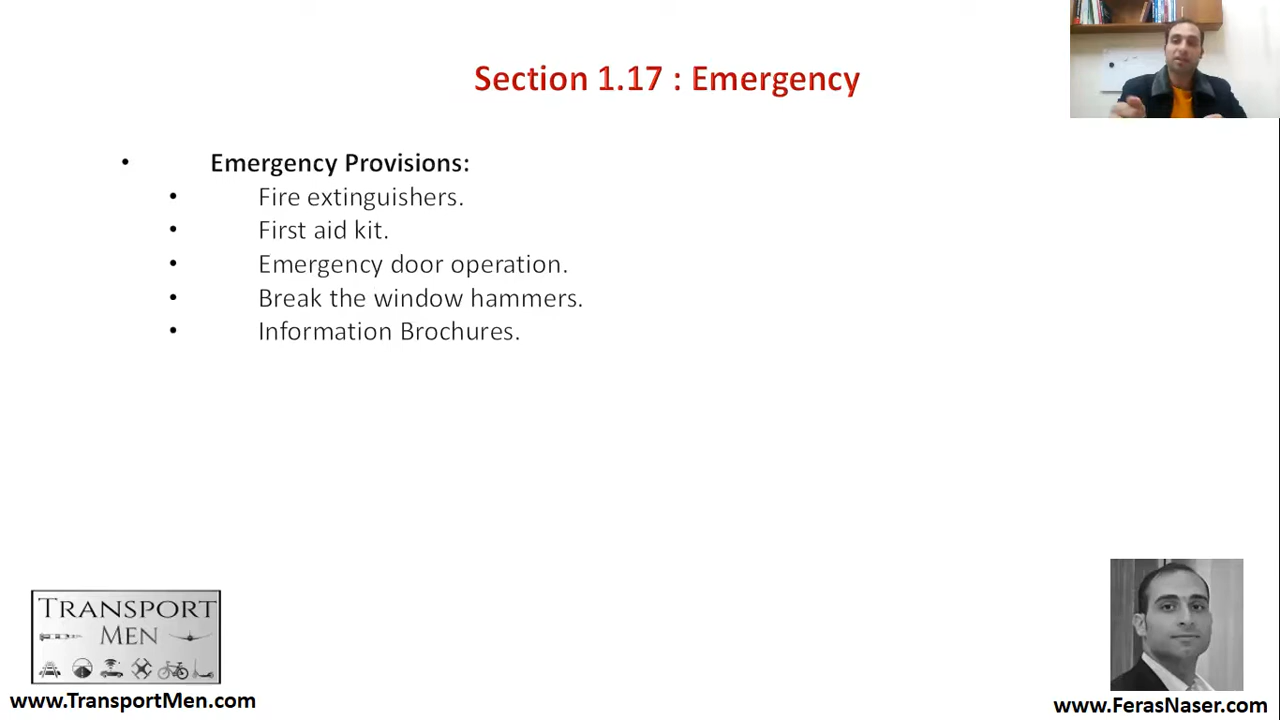 Section 1.17 : Emergency
• Emergency Provisions:
• Fire extinguishers.
• First aid kit.
• Emergency door operation.
• Break the window hammers.
• Information Brochures.
TRANSPORT
MEN
www.TransportMen.com
www.FerasNaser.com